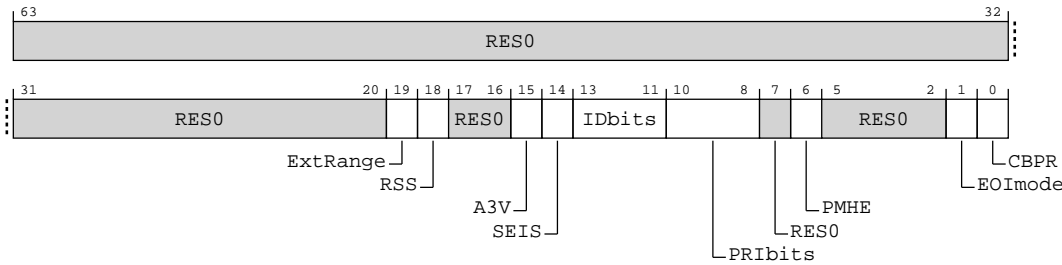 63 32
RES0
31 20 19 18 17 16 15 14 13 11 10 8 7 6 5 2 1 0
RES0 RES0 IDbits RES0
ExtRange CBPR
RSS EOImode
A3V PMHE
SEIS RES0
PRIbits